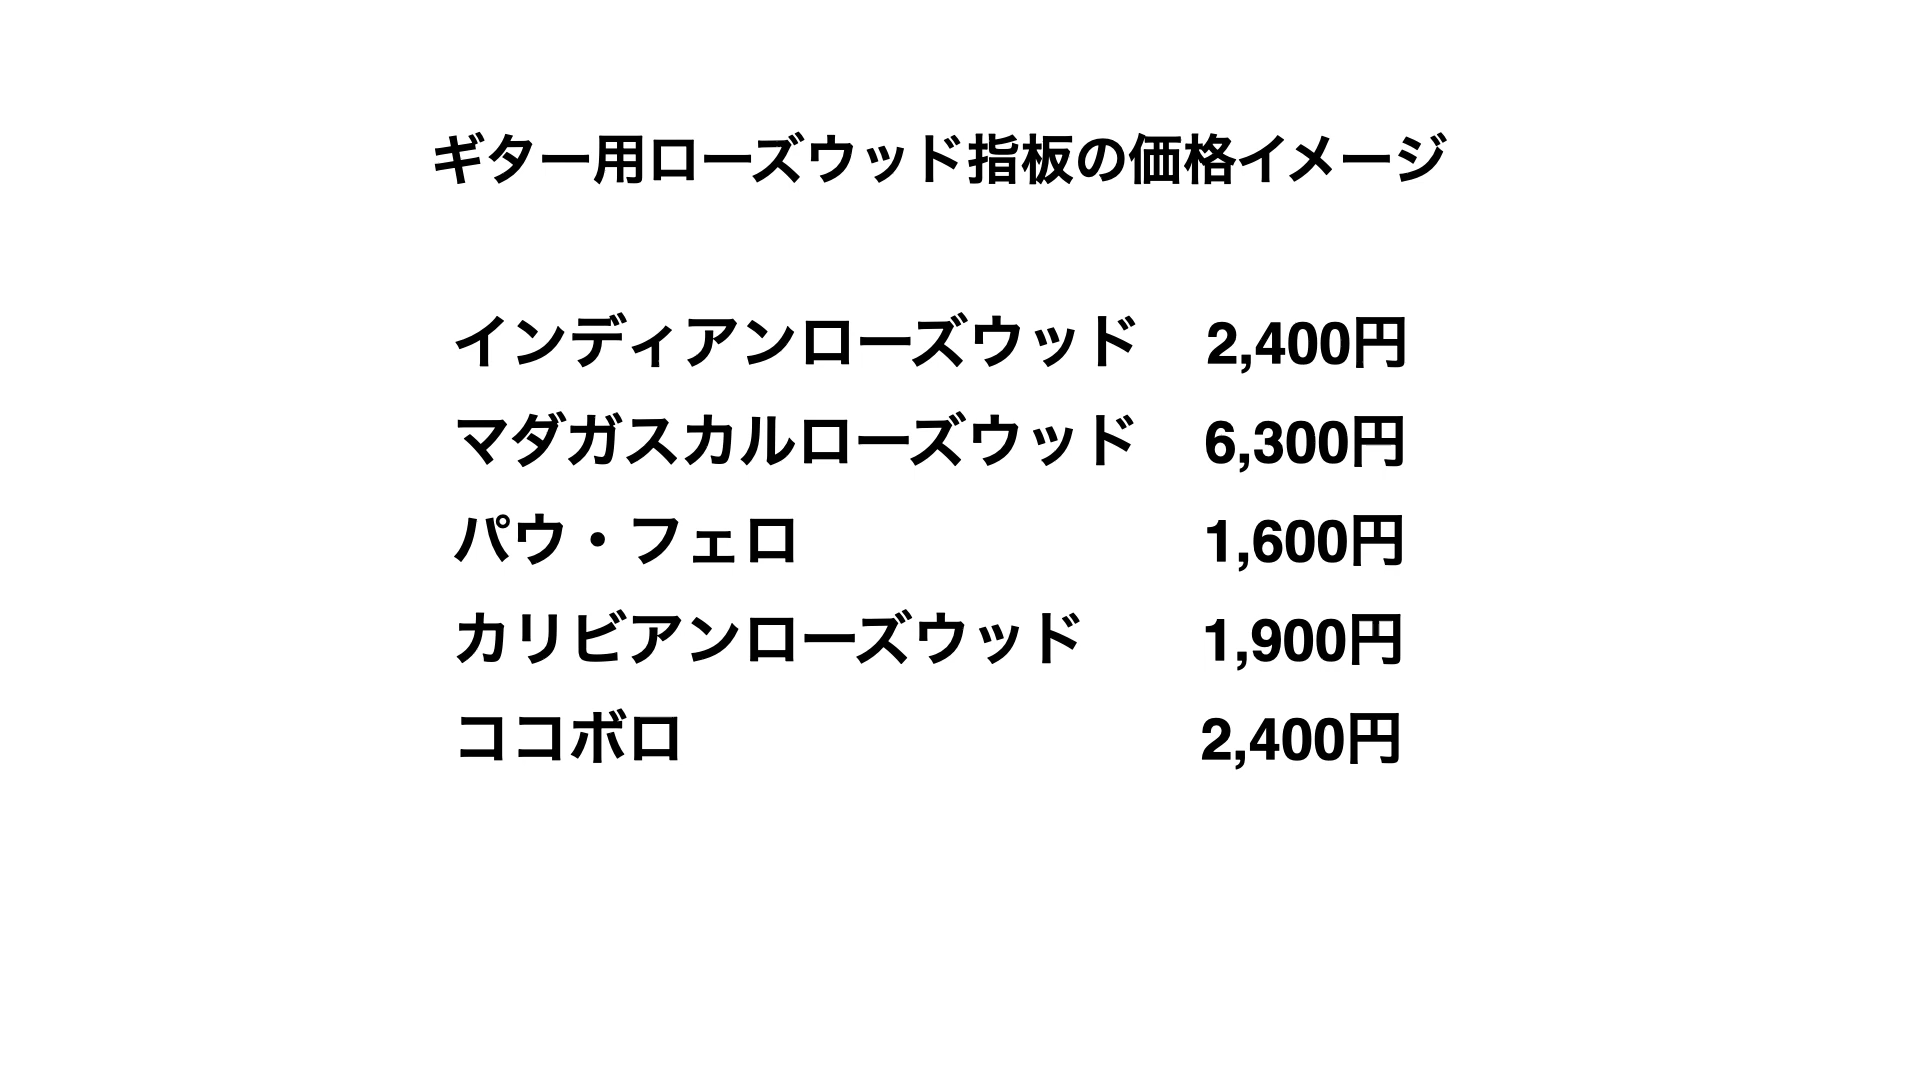 ギター用ローズウッド指板の価格イメージ
インディアンローズウッド 2,400円
マダガスカルローズウッド 6,300円
パウ・フェロ 1,600円
カリビアンローズウッド 1,900円
ココボロ 2,400円